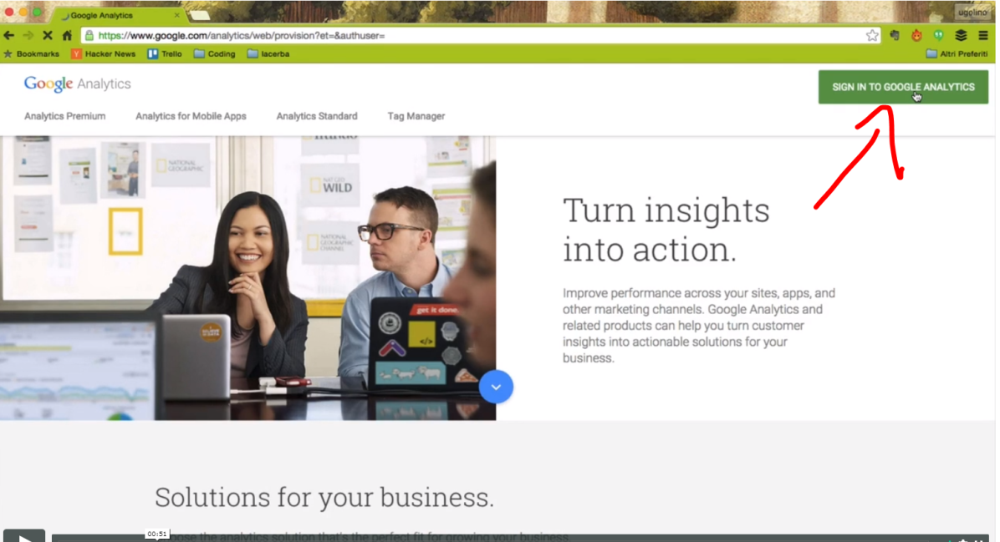 Google Analytics
ugolino
https://www.google.com/analytics/web/provision?et=&authuser=
Bookmarks
Hacker News
Trello
Coding
lacerba
Altri Preferiti
Google Analytics
SIGN IN TO GOOGLE ANALYTICS
Analytics Premium
Analytics for Mobile Apps
Analytics Standard
Tag Manager
NATIONAL
GEOGRAPHIC
NAT GEO
WILD
NATIONAL
GEOGRAPHIC
CHANNEL
get it done.
</>
Turn insights
into action.
Improve performance across your sites, apps, and
other marketing channels. Google Analytics and
related products can help you turn customer
insights into actionable solutions for your
business.
Solutions for your business.
00:51
the analytics solution that's the perfect fit for growing your business.